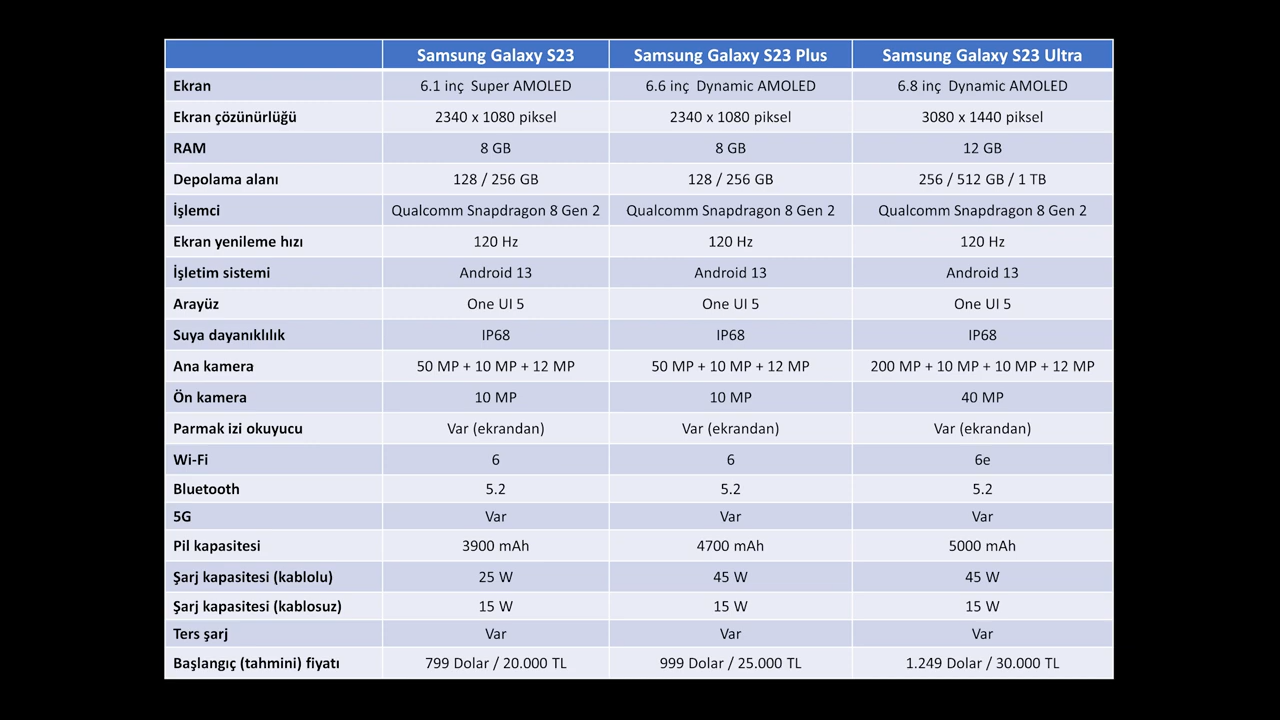 Samsung Galaxy S23 Samsung Galaxy S23 Plus Samsung Galaxy S23 Ultra
Ekran 6.1 inç Super AMOLED 6.6 inç Dynamic AMOLED 6.8 inç Dynamic AMOLED
Ekran çözünürlüğü 2340 x 1080 piksel 2340 x 1080 piksel 3080 x 1440 piksel
RAM 8 GB 8 GB 12 GB
Depolama alanı 128 / 256 GB 128 / 256 GB 256 / 512 GB / 1 TB
İşlemci Qualcomm Snapdragon 8 Gen 2 Qualcomm Snapdragon 8 Gen 2 Qualcomm Snapdragon 8 Gen 2
Ekran yenileme hızı 120 Hz 120 Hz 120 Hz
İşletim sistemi Android 13 Android 13 Android 13
Arayüz One UI 5 One UI 5 One UI 5
Suya dayanıklılık IP68 IP68 IP68
Ana kamera 50 MP + 10 MP + 12 MP 50 MP + 10 MP + 12 MP 200 MP + 10 MP + 10 MP + 12 MP
Ön kamera 10 MP 10 MP 40 MP
Parmak izi okuyucu Var (ekrandan) Var (ekrandan) Var (ekrandan)
Wi-Fi 6 6 6e
Bluetooth 5.2 5.2 5.2
5G Var Var Var
Pil kapasitesi 3900 mAh 4700 mAh 5000 mAh
Şarj kapasitesi (kablolu) 25 W 45 W 45 W
Şarj kapasitesi (kablosuz) 15 W 15 W 15 W
Ters şarj Var Var Var
Başlangıç (tahmini) fiyatı 799 Dolar / 20.000 TL 999 Dolar / 25.000 TL 1.249 Dolar / 30.000 TL